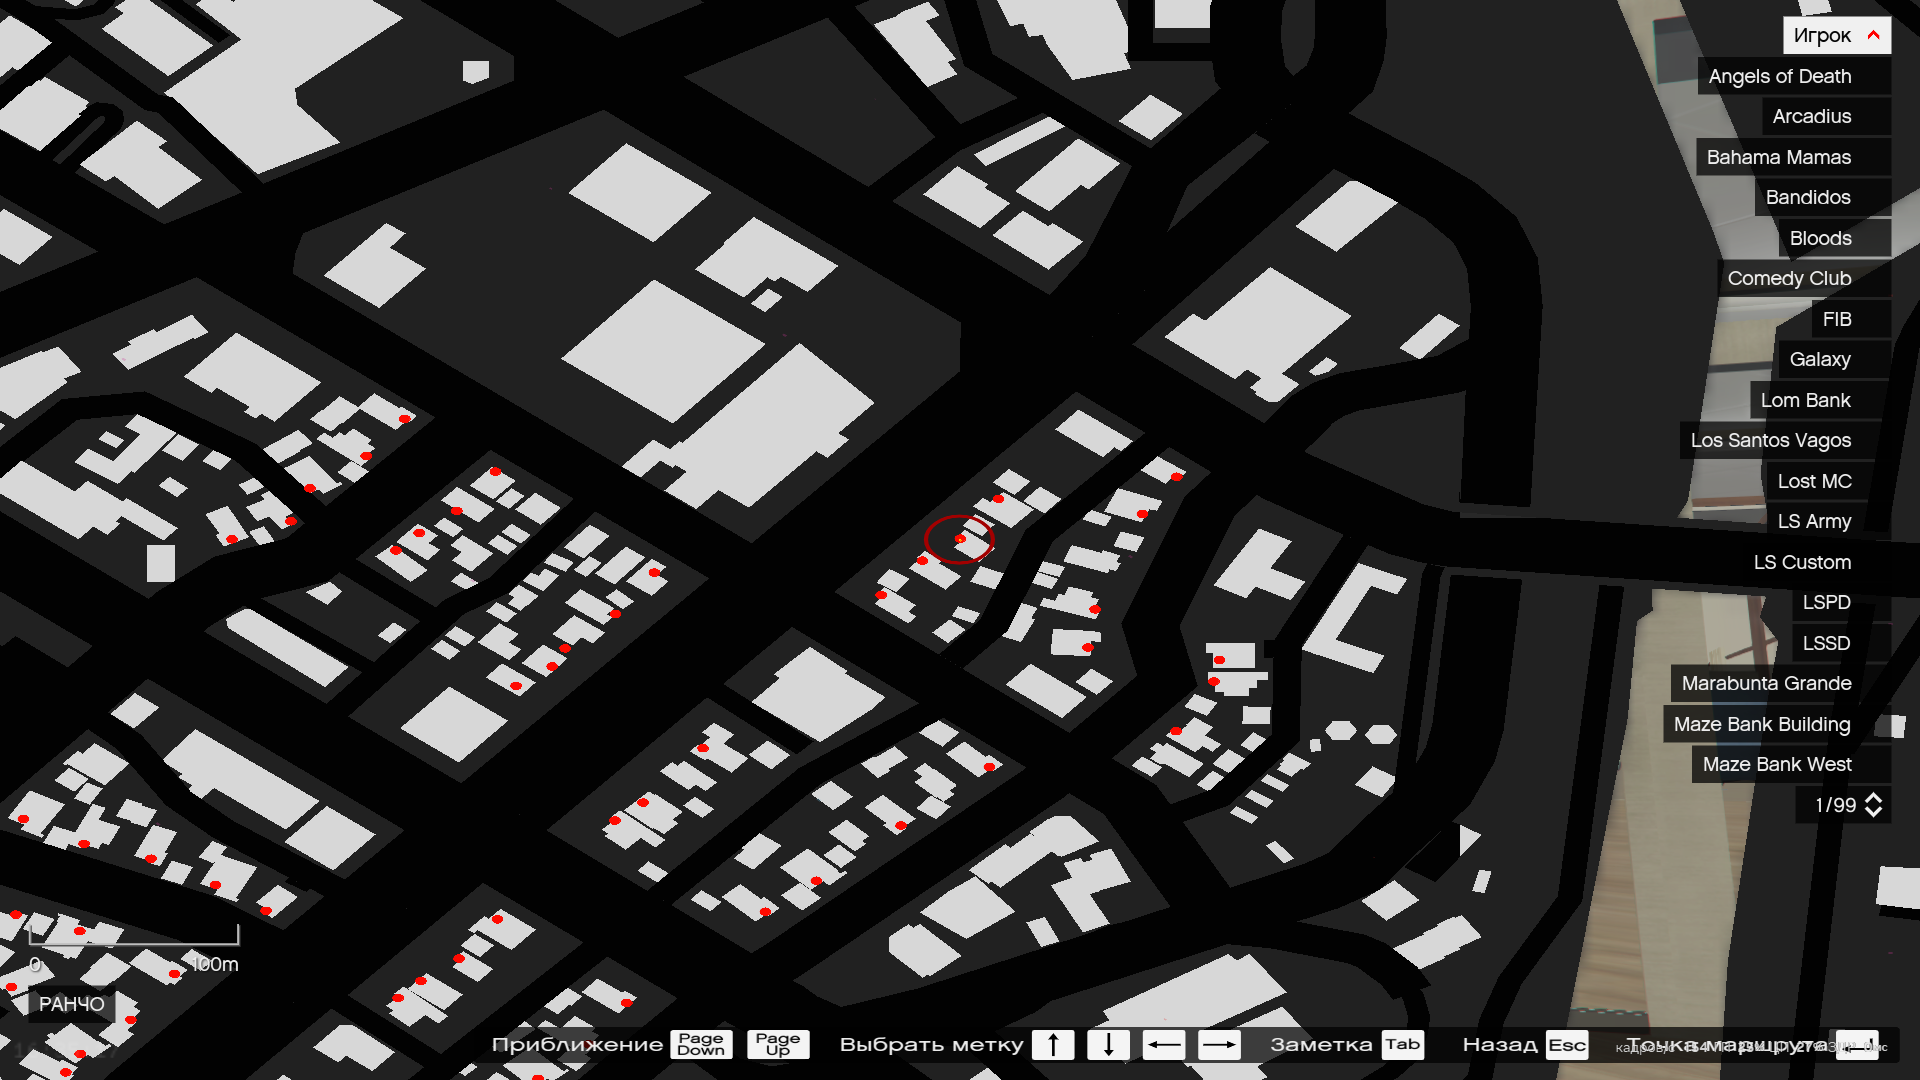 Игрок
Angels of Death
Arcadius
Bahama Mamas
Bandidos
Bloods
Comedy Club
FIB
Galaxy
Lom Bank
Los Santos Vagos
Lost MC
LS Army
LS Custom
LSPD
LSSD
Marabunta Grande
Maze Bank Building
Maze Bank West
1/99
0 100m
РАНЧО
Приближение Page Down Page Up Выбрать метку Заметка Tab Назад Esc Точка маршрута